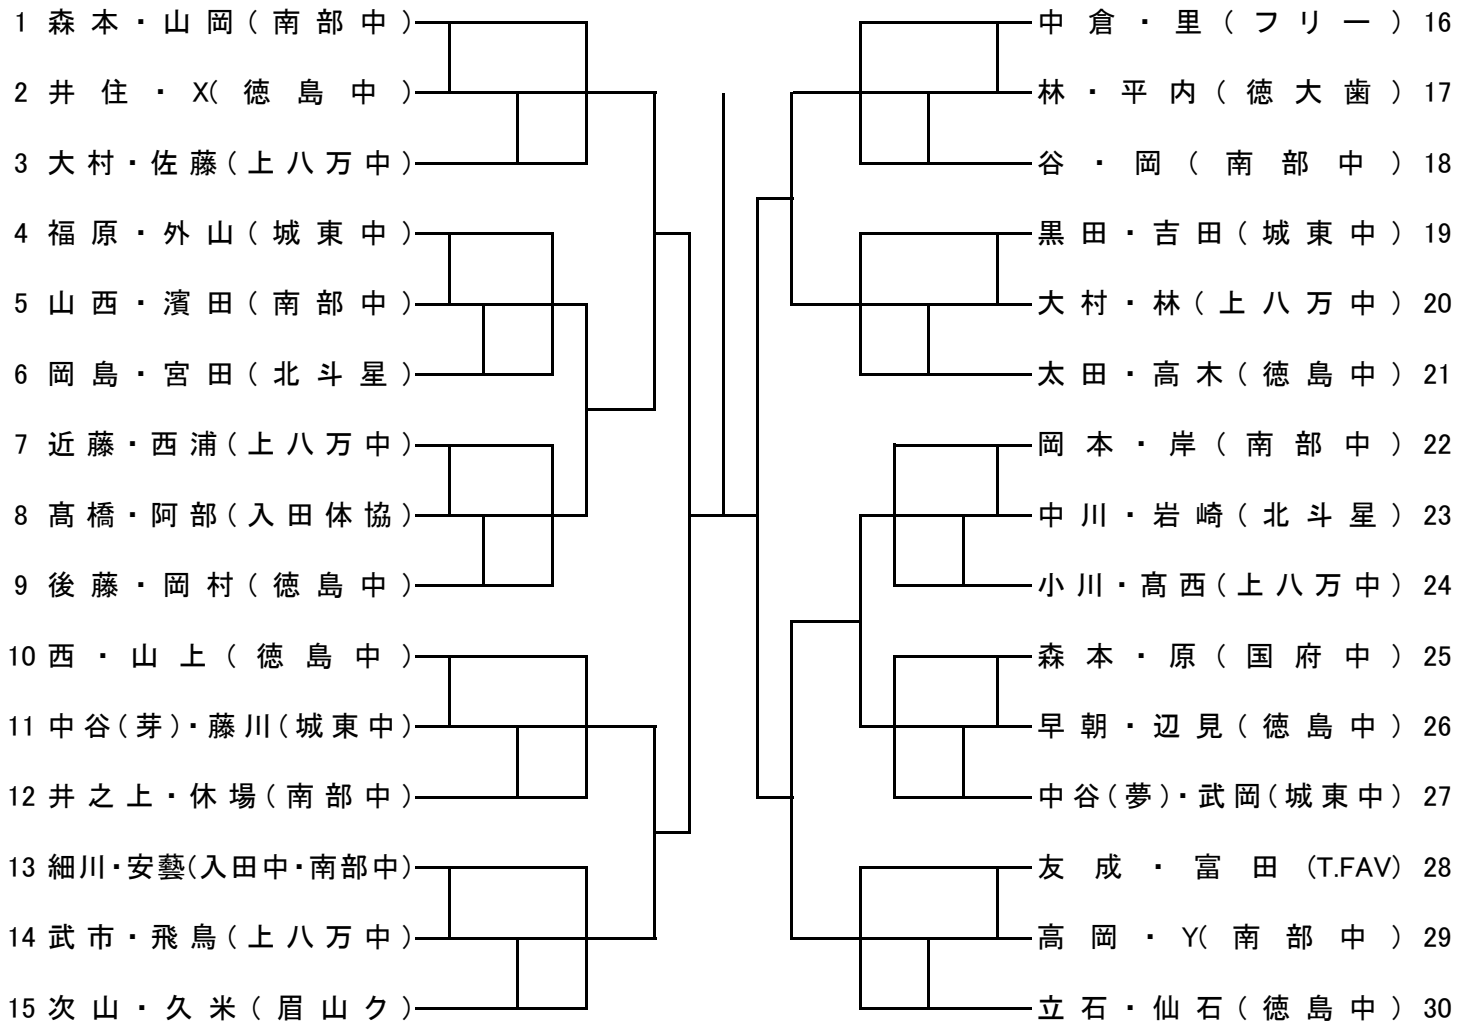 1 森本・山岡(南部中)
2 井住・X(徳島中)
3 大村・佐藤(上八万中)
4 福原・外山(城東中)
5 山西・濱田(南部中)
6 岡島・宮田(北斗星)
7 近藤・西浦(上八万中)
8 髙橋・阿部(入田体協)
9 後藤・岡村(徳島中)
10 西・山上(徳島中)
11 中谷(芽)・藤川(城東中)
12 井之上・休場(南部中)
13 細川・安藝(入田中・南部中)
14 武市・飛鳥(上八万中)
15 次山・久米(眉山ク)
中倉・里(フリー) 16
林・平内(徳大歯) 17
谷・岡(南部中) 18
黒田・吉田(城東中) 19
大村・林(上八万中) 20
太田・高木(徳島中) 21
岡本・岸(南部中) 22
中川・岩崎(北斗星) 23
小川・髙西(上八万中) 24
森本・原(国府中) 25
早朝・辺見(徳島中) 26
中谷(夢)・武岡(城東中) 27
友成・富田(T.FAV) 28
高岡・Y(南部中) 29
立石・仙石(徳島中) 30